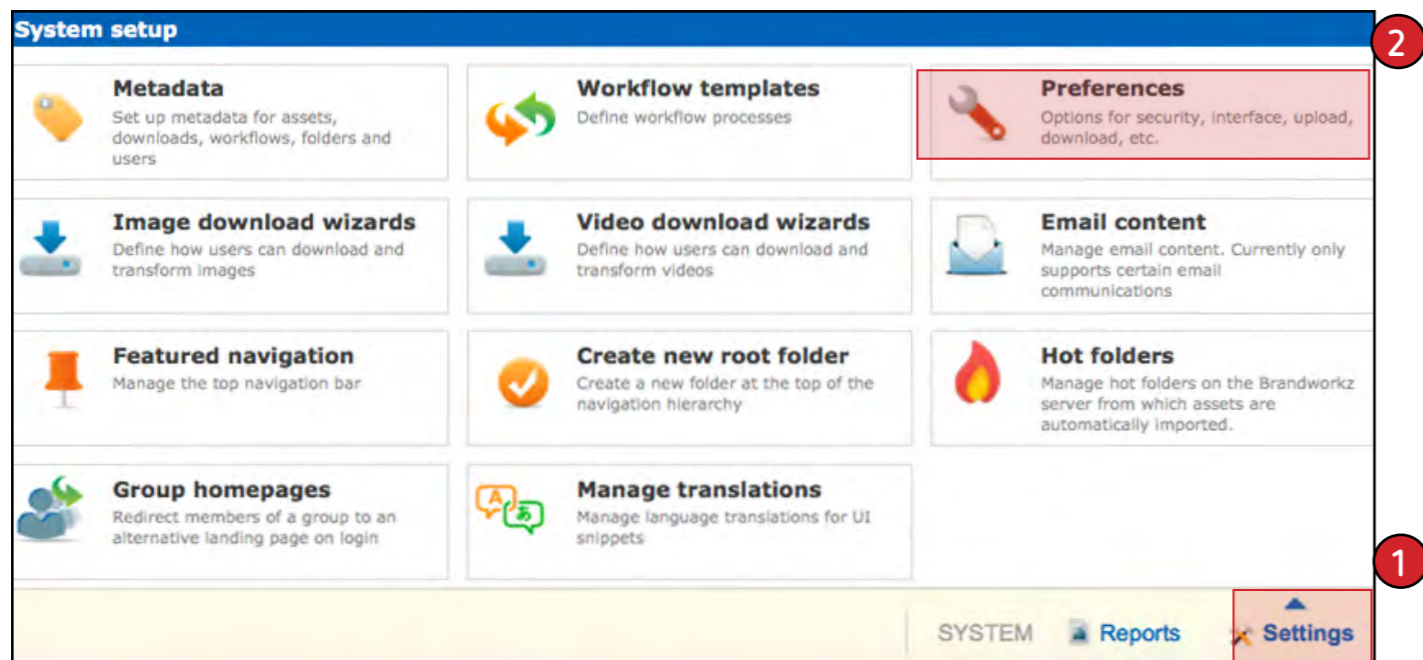 System setup
2
Metadata
Set up metadata for assets,
downloads, workflows, folders and
users
Workflow templates
Define workflow processes
Preferences
Options for security, interface, upload,
download, etc.
Image download wizards
Define how users can download and
transform images
Video download wizards
Define how users can download and
transform videos
Email content
Manage email content. Currently only
supports certain email
communications
Featured navigation
Manage the top navigation bar
Create new root folder
Create a new folder at the top of the
navigation hierarchy
Hot folders
Manage hot folders on the Brandworkz
server from which assets are
automatically imported.
Group homepages
Redirect members of a group to an
alternative landing page on login
A
あ
Manage translations
Manage language translations for UI
snippets
1
SYSTEM Reports Settings